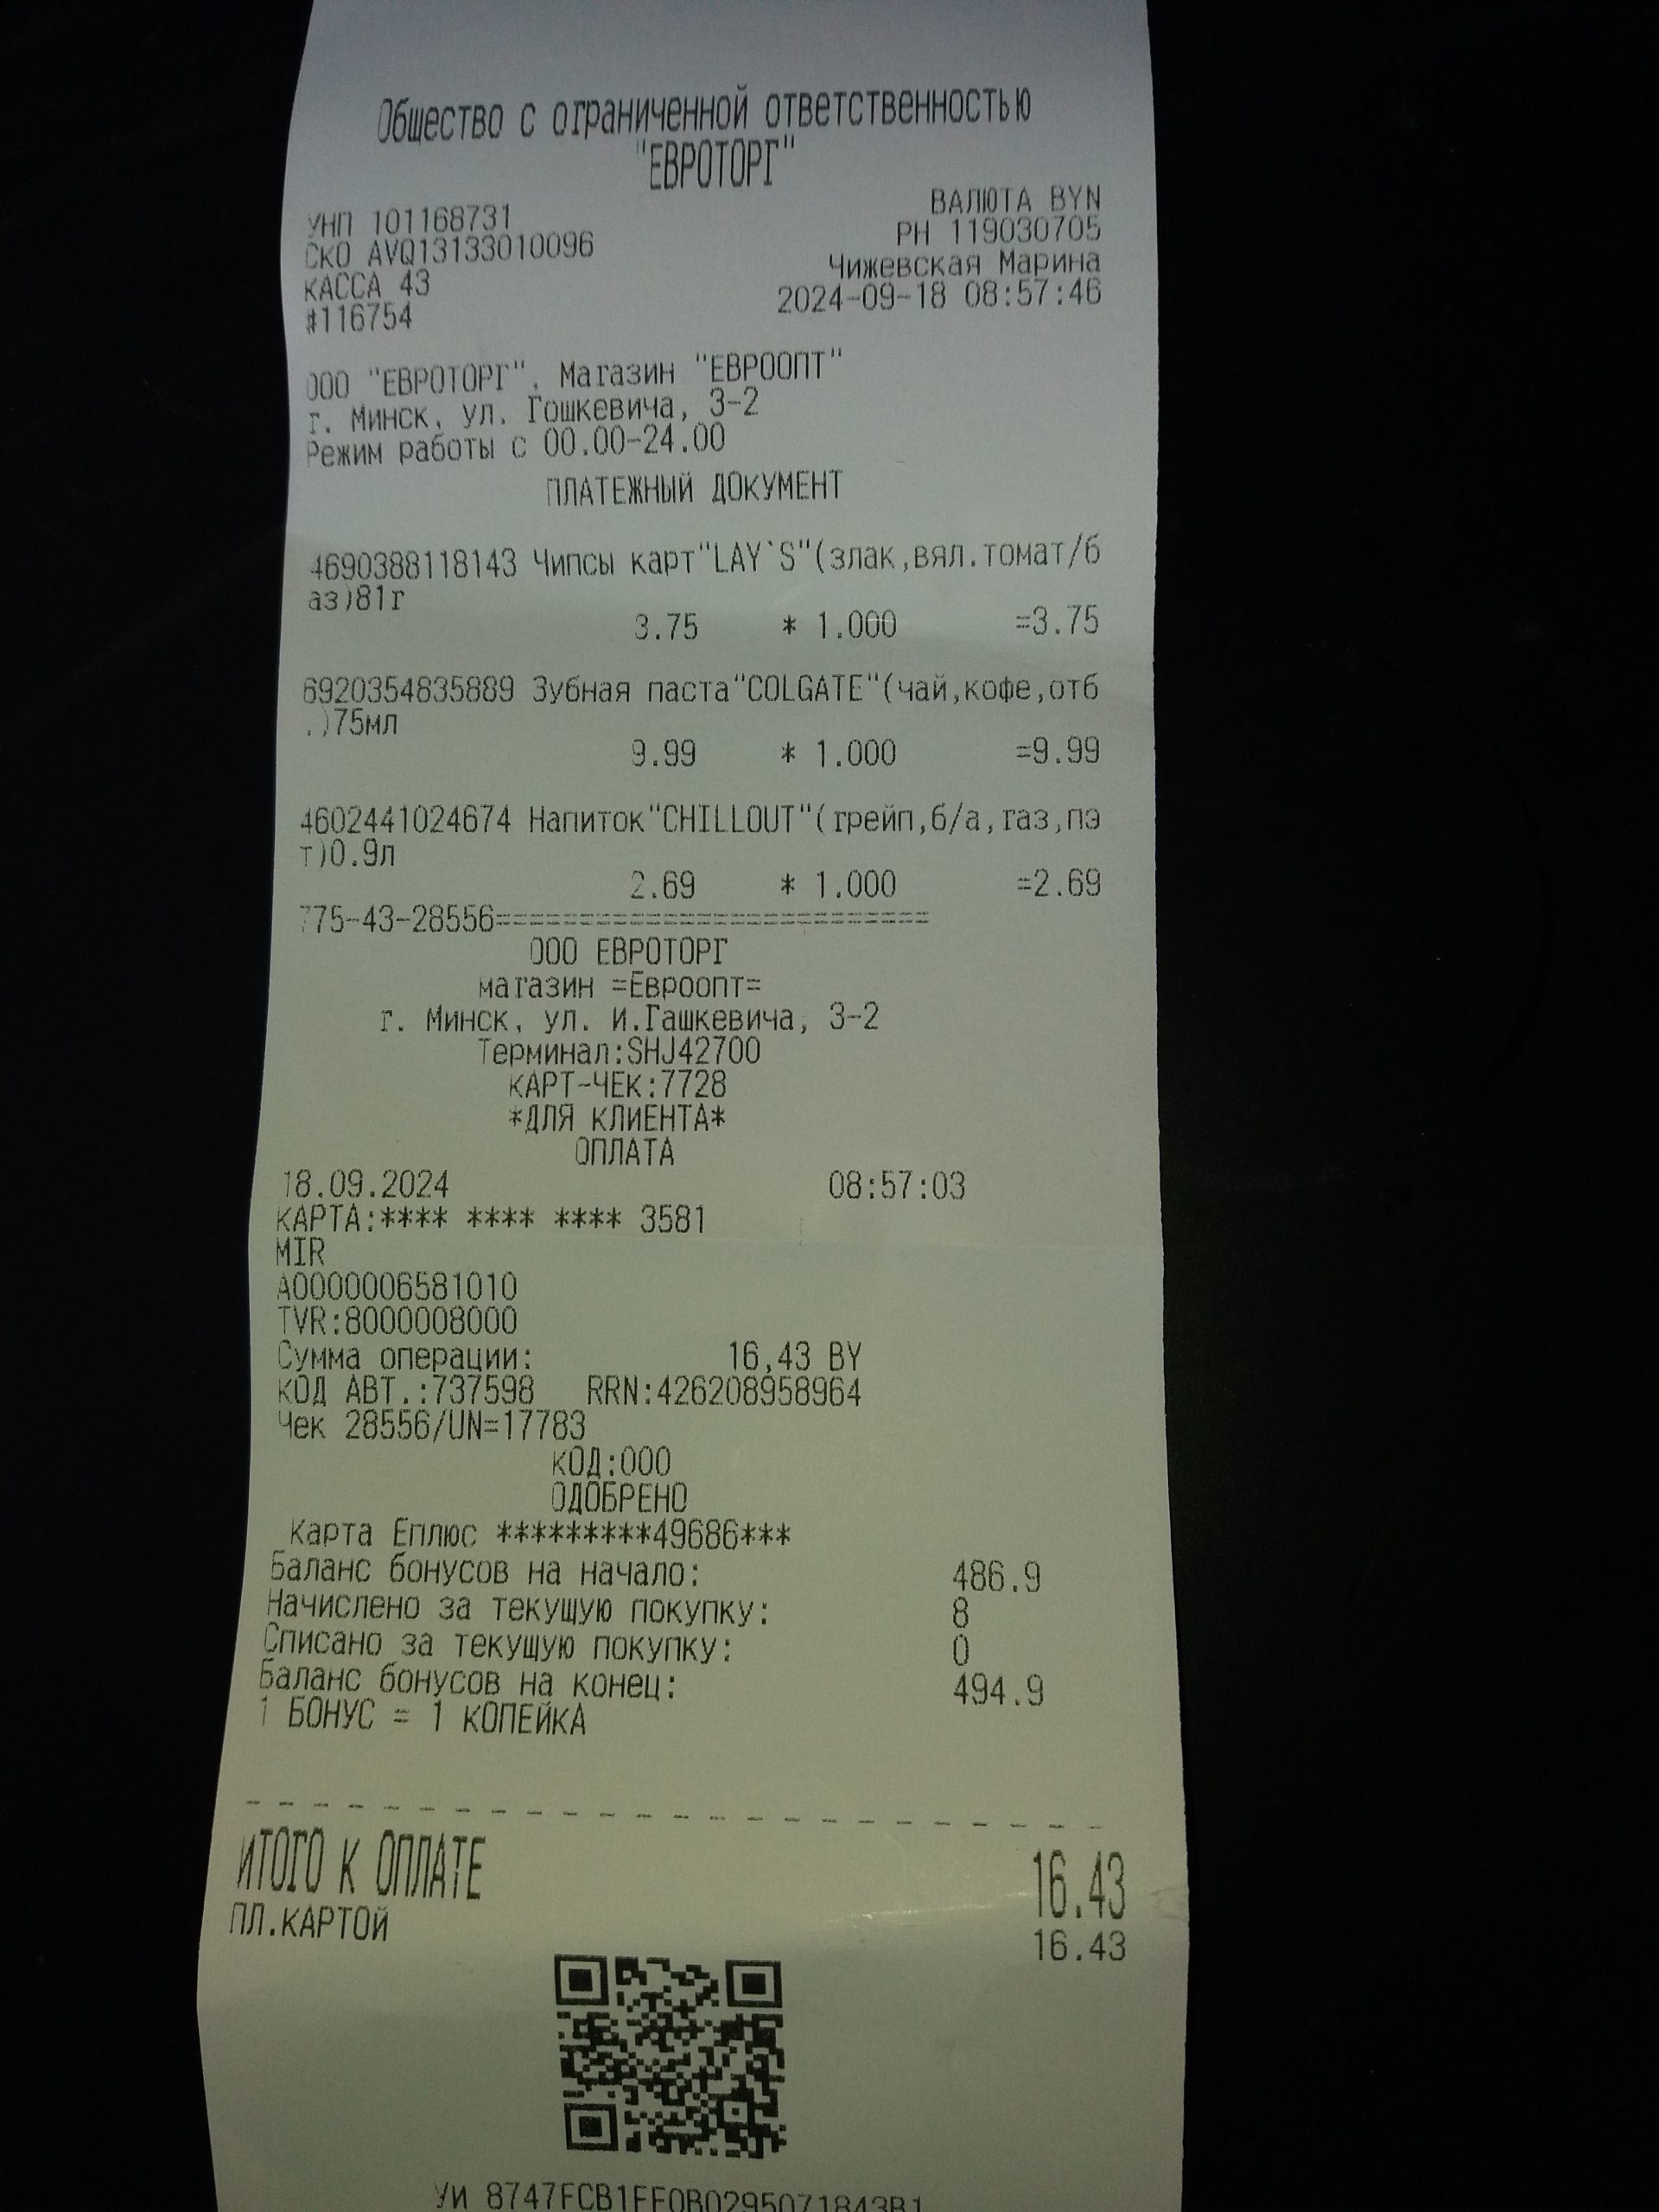 Общество с ограниченной ответственностью
"ЕВРОТОРГ"
ВАЛЮТА BYN
УНП 101168731
РН 119030705
СКО AVQ13133010096
Чижевская Марина
КАССА 43
2024-09-18 08:57:46
#116754
ООО "ЕВРОТОРГ", Магазин "ЕВРООПТ"
г. Минск, ул. Гошкевича, 3-2
Режим работы с 00.00-24.00
ПЛАТЕЖНЫЙ ДОКУМЕНТ
4690388118143 Чипсы карт"LAY`S"(злак,вял.томат/б
аз)81г
3.75 * 1.000 =3.75
6920354835889 Зубная паста"COLGATE"(чай,кофе,отб
.)75мл
9.99 * 1.000 =9.99
4602441024674 Напиток"CHILLOUT"(грейп,б/а,газ,пэ
т)0.9л
2.69 * 1.000 =2.69
775-43-28556==========================
ООО ЕВРОТОРГ
магазин =Евроопт=
г. Минск, ул. И.Гашкевича, 3-2
Терминал:SHJ42700
КАРТ-ЧЕК:7728
*ДЛЯ КЛИЕНТА*
ОПЛАТА
18.09.2024 08:57:03
КАРТА:**** **** **** 3581
MIR
A0000006581010
TVR:8000008000
Сумма операции: 16,43 BY
КОД АВТ.:737598 RRN:426208958964
Чек 28556/UN=17783
КОД:000
ОДОБРЕНО
Карта Еплюс *********49686***
Баланс бонусов на начало: 486.9
Начислено за текущую покупку: 8
Списано за текущую покупку: 0
Баланс бонусов на конец: 494.9
1 БОНУС = 1 КОПЕЙКА
ИТОГО К ОПЛАТЕ 16.43
ПЛ.КАРТОЙ 16.43
УИ 8747FCB1FF0B0295071843B1